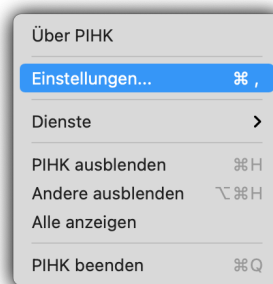 Über PIHK
Einstellungen... ⌘ ,
Dienste
PIHK ausblenden ⌘H
Andere ausblenden ⌥⌘H
Alle anzeigen
PIHK beenden ⌘Q